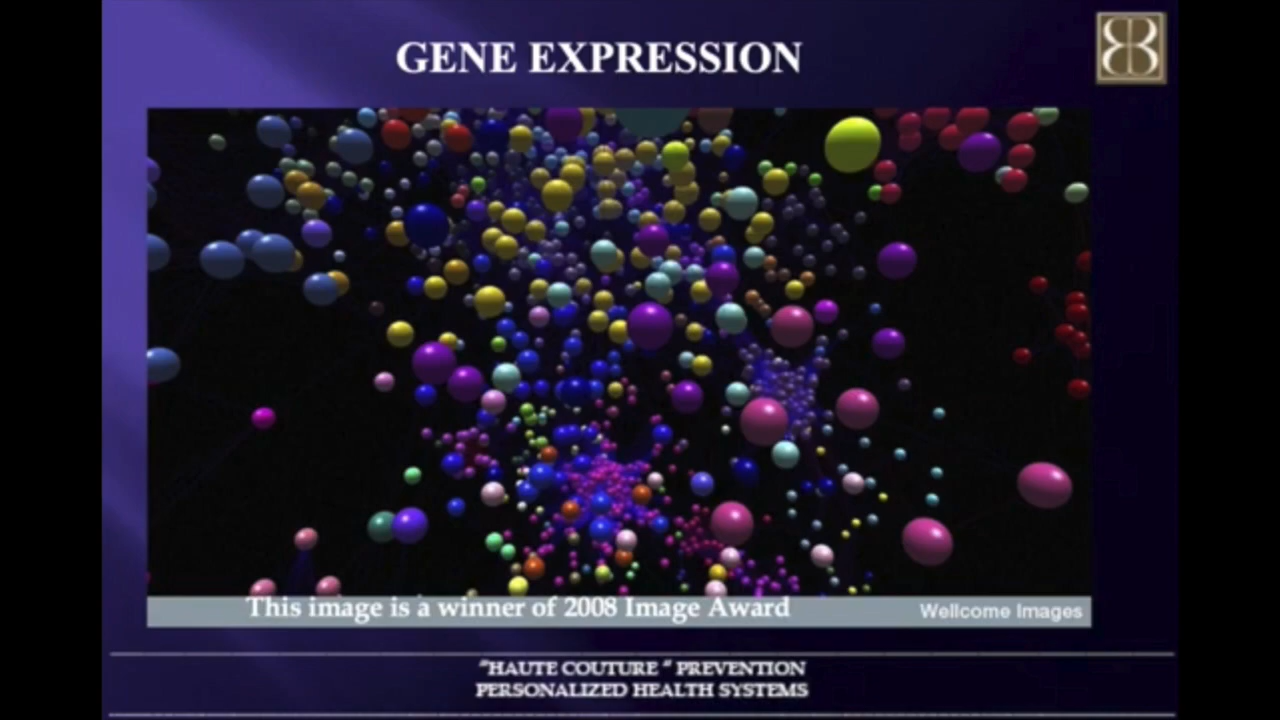 GENE EXPRESSION
This image is a winner of 2008 Image Award
Wellcome Images
"HAUTE COUTURE " PREVENTION
PERSONALIZED HEALTH SYSTEMS